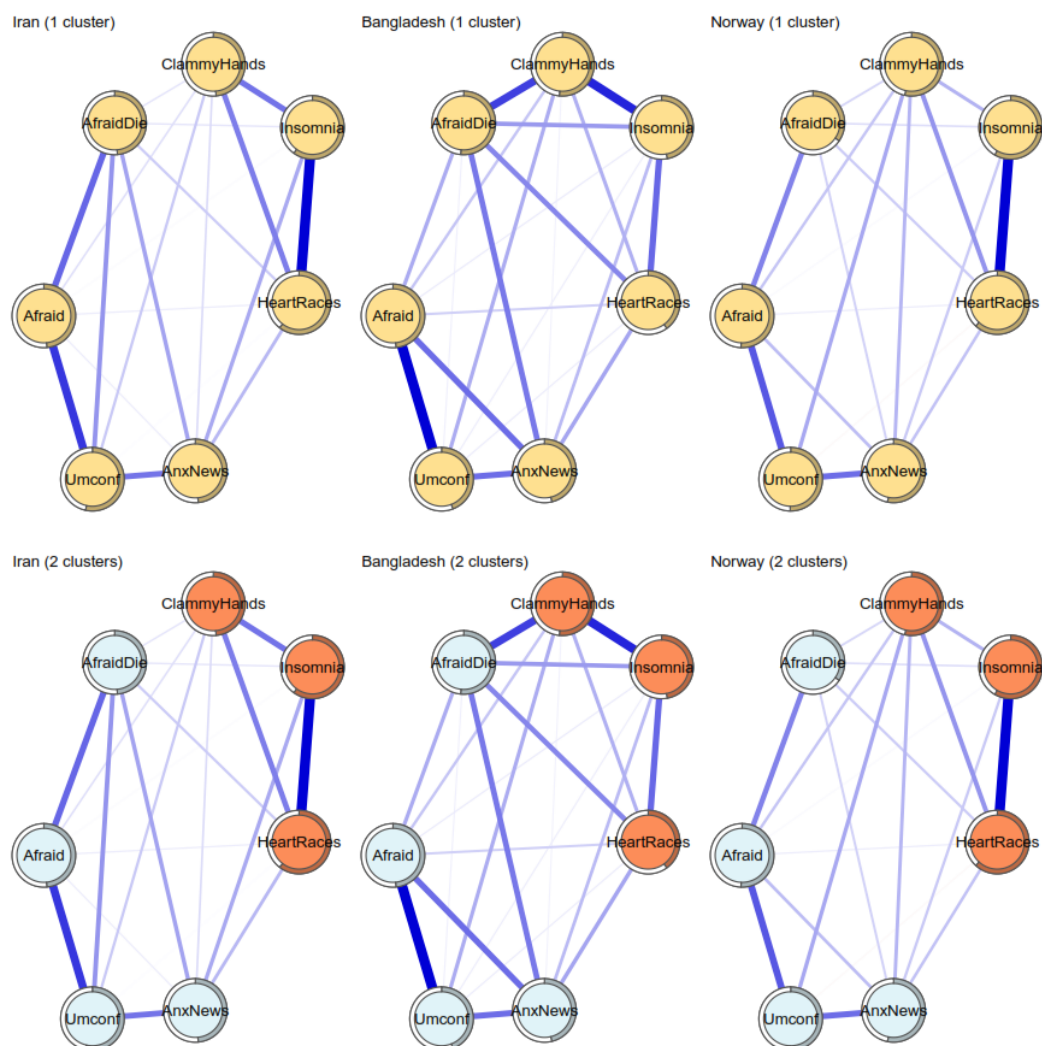 Iran (1 cluster)
Bangladesh (1 cluster)
Norway (1 cluster)
ClammyHands
AfraidDie
Insomnia
HeartRaces
Afraid
Umconf
AnxNews
ClammyHands
AfraidDie
Insomnia
HeartRaces
Afraid
Umconf
AnxNews
ClammyHands
AfraidDie
Insomnia
HeartRaces
Afraid
Umconf
AnxNews
Iran (2 clusters)
Bangladesh (2 clusters)
Norway (2 clusters)
ClammyHands
AfraidDie
Insomnia
HeartRaces
Afraid
Umconf
AnxNews
ClammyHands
AfraidDie
Insomnia
HeartRaces
Afraid
Umconf
AnxNews
ClammyHands
AfraidDie
Insomnia
HeartRaces
Afraid
Umconf
AnxNews